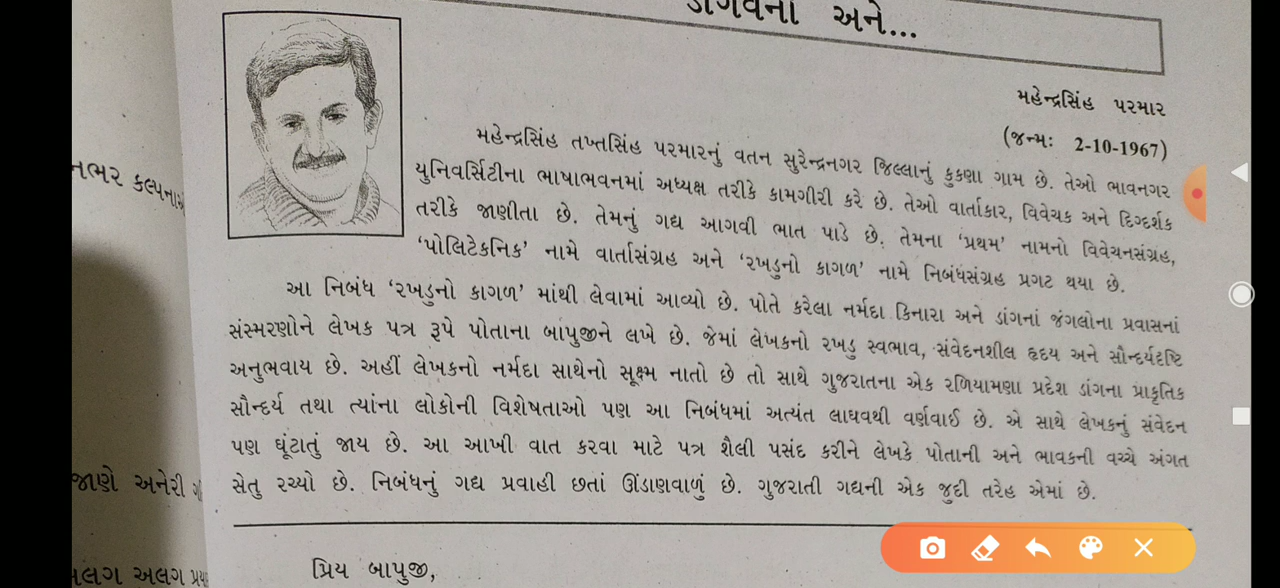 ડાંગવનો અને...
મહેન્દ્રસિંહ પરમાર
(જન્મ: 2-10-1967)
મહેન્દ્રસિંહ તખ્તસિંહ પરમારનું વતન સુરેન્દ્રનગર જિલ્લાનું કુકણા ગામ છે. તેઓ ભાવનગર
યુનિવર્સિટીના ભાષાભવનમાં અધ્યક્ષ તરીકે કામગીરી કરે છે. તેઓ વાર્તાકાર, વિવેચક અને દિગ્દર્શક
તરીકે જાણીતા છે. તેમનું ગદ્ય આગવી ભાત પાડે છે. તેમના ‘પ્રથમ’ નામનો વિવેચનસંગ્રહ,
‘પોલિટેકનિક’ નામે વાર્તાસંગ્રહ અને ‘રખડુનો કાગળ’ નામે નિબંધસંગ્રહ પ્રગટ થયા છે.
આ નિબંધ ‘રખડુનો કાગળ’ માંથી લેવામાં આવ્યો છે. પોતે કરેલા નર્મદા કિનારા અને ડાંગનાં જંગલોના પ્રવાસનાં
સંસ્મરણોને લેખક પત્ર રૂપે પોતાના બાપુજીને લખે છે. જેમાં લેખકનો રખડુ સ્વભાવ, સંવેદનશીલ હૃદય અને સૌન્દર્યદૃષ્ટિ
અનુભવાય છે. અહીં લેખકનો નર્મદા સાથેનો સૂક્ષ્મ નાતો છે તો સાથે ગુજરાતના એક રળિયામણા પ્રદેશ ડાંગના પ્રાકૃતિક
સૌન્દર્ય તથા ત્યાંના લોકોની વિશેષતાઓ પણ આ નિબંધમાં અત્યંત લાઘવથી વર્ણવાઈ છે. એ સાથે લેખકનું સંવેદન
પણ ઘૂંટાતું જાય છે. આ આખી વાત કરવા માટે પત્ર શૈલી પસંદ કરીને લેખકે પોતાની અને ભાવકની વચ્ચે અંગત
સેતુ રચ્યો છે. નિબંધનું ગદ્ય પ્રવાહી છતાં ઊંડાણવાળું છે. ગુજરાતી ગદ્યની એક જુદી તરેહ એમાં છે.
પ્રિય બાપુજી,
જાણે અનેરી
અલગ